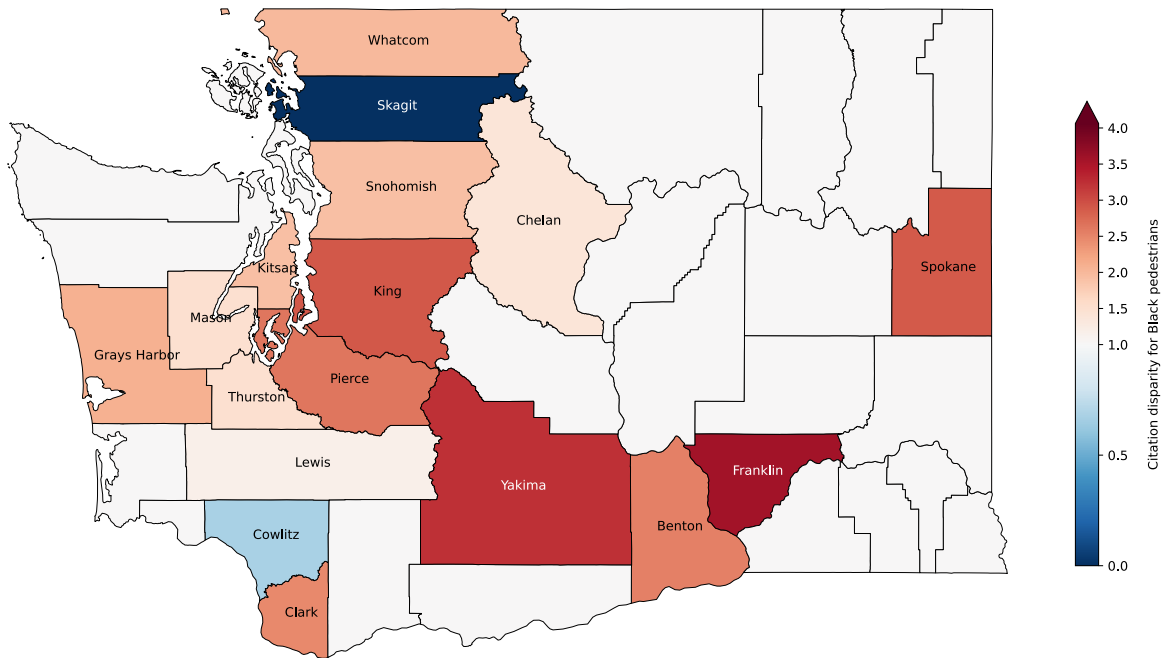 Whatcom
Skagit
Snohomish
Chelan
Kitsap
King
Spokane
Mason
Grays Harbor
Pierce
Thurston
Lewis
Yakima
Franklin
Benton
Cowlitz
Clark
4.0
3.5
3.0
2.5
2.0
1.5
1.0
0.5
0.0
Citation disparity for Black pedestrians